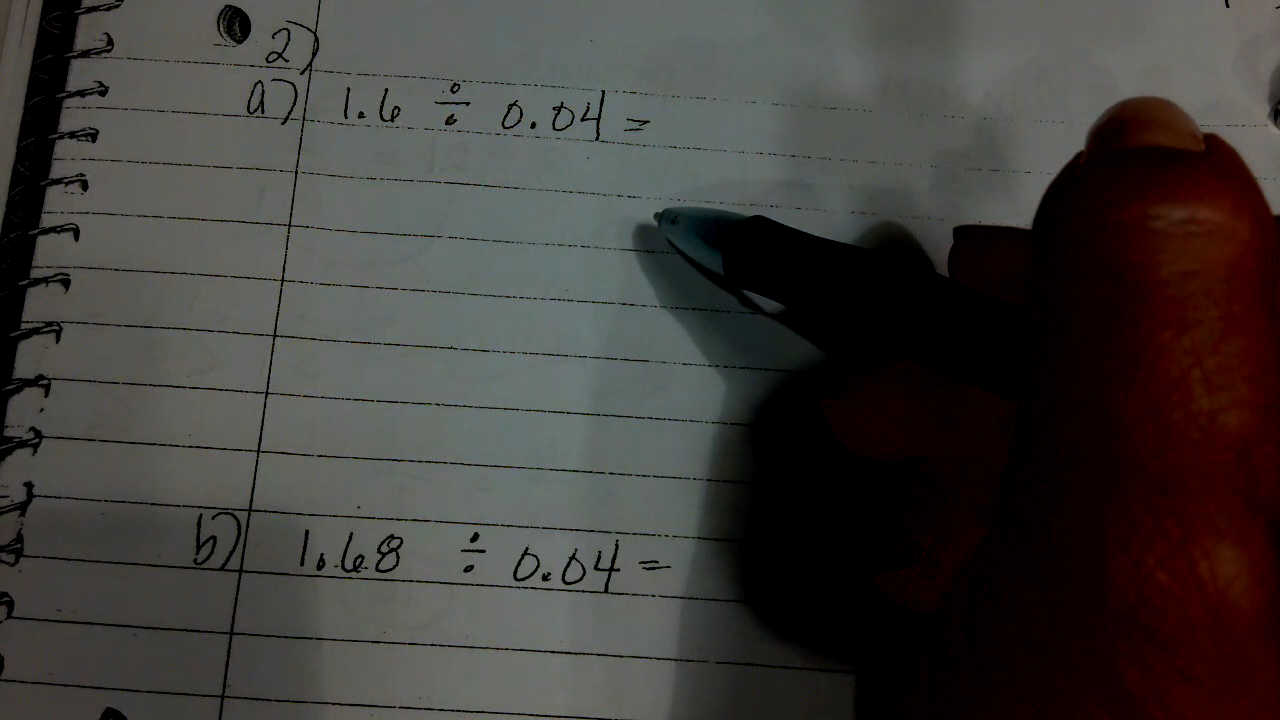 2)
a) 1.6 ÷ 0.04 =
b) 1.68 ÷ 0.04 =